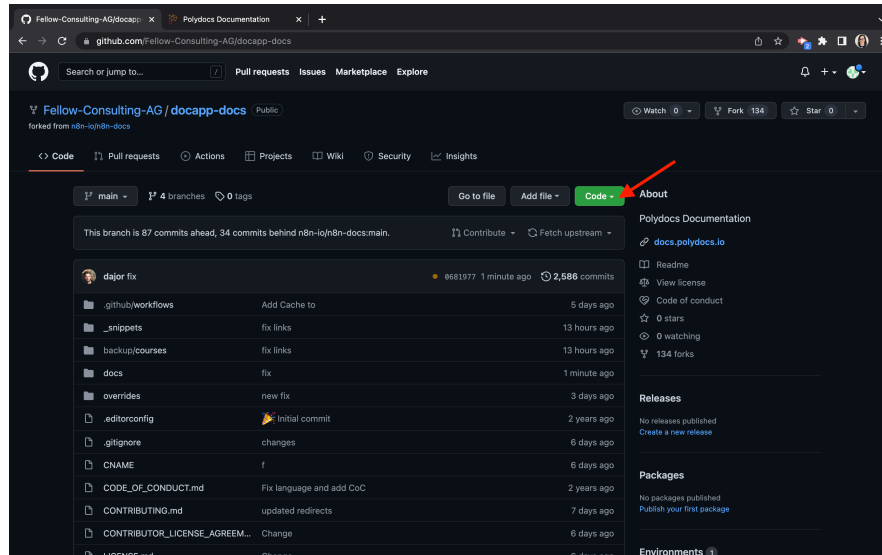 Fellow-Consulting-AG/docapp- Polydocs Documentation
github.com/Fellow-Consulting-AG/docapp-docs
2
Search or jump to... / Pull requests Issues Marketplace Explore
Fellow-Consulting-AG / docapp-docs Public Watch 0 Fork 134 Star 0
forked from n8n-io/n8n-docs
<> Code Pull requests Actions Projects Wiki Security Insights
main 4 branches 0 tags Go to file Add file Code
About
Polydocs Documentation
docs.polydocs.io
Readme
View license
Code of conduct
0 stars
0 watching
134 forks
This branch is 87 commits ahead, 34 commits behind n8n-io/n8n-docs:main. Contribute Fetch upstream
dajor fix 0681977 1 minute ago 2,586 commits
.github/workflows Add Cache to 5 days ago
_snippets fix links 13 hours ago
backup/courses fix links 13 hours ago
docs fix 1 minute ago
overrides new fix 3 days ago
.editorconfig Initial commit 2 years ago
.gitignore changes 6 days ago
CNAME f 6 days ago
CODE_OF_CONDUCT.md Fix language and add CoC 2 years ago
CONTRIBUTING.md updated redirects 7 days ago
CONTRIBUTOR_LICENSE_AGREEM... Change 6 days ago
LICENSE.md Change 6 days ago
Releases
No releases published
Create a new release
Packages
No packages published
Publish your first package
Environments 1